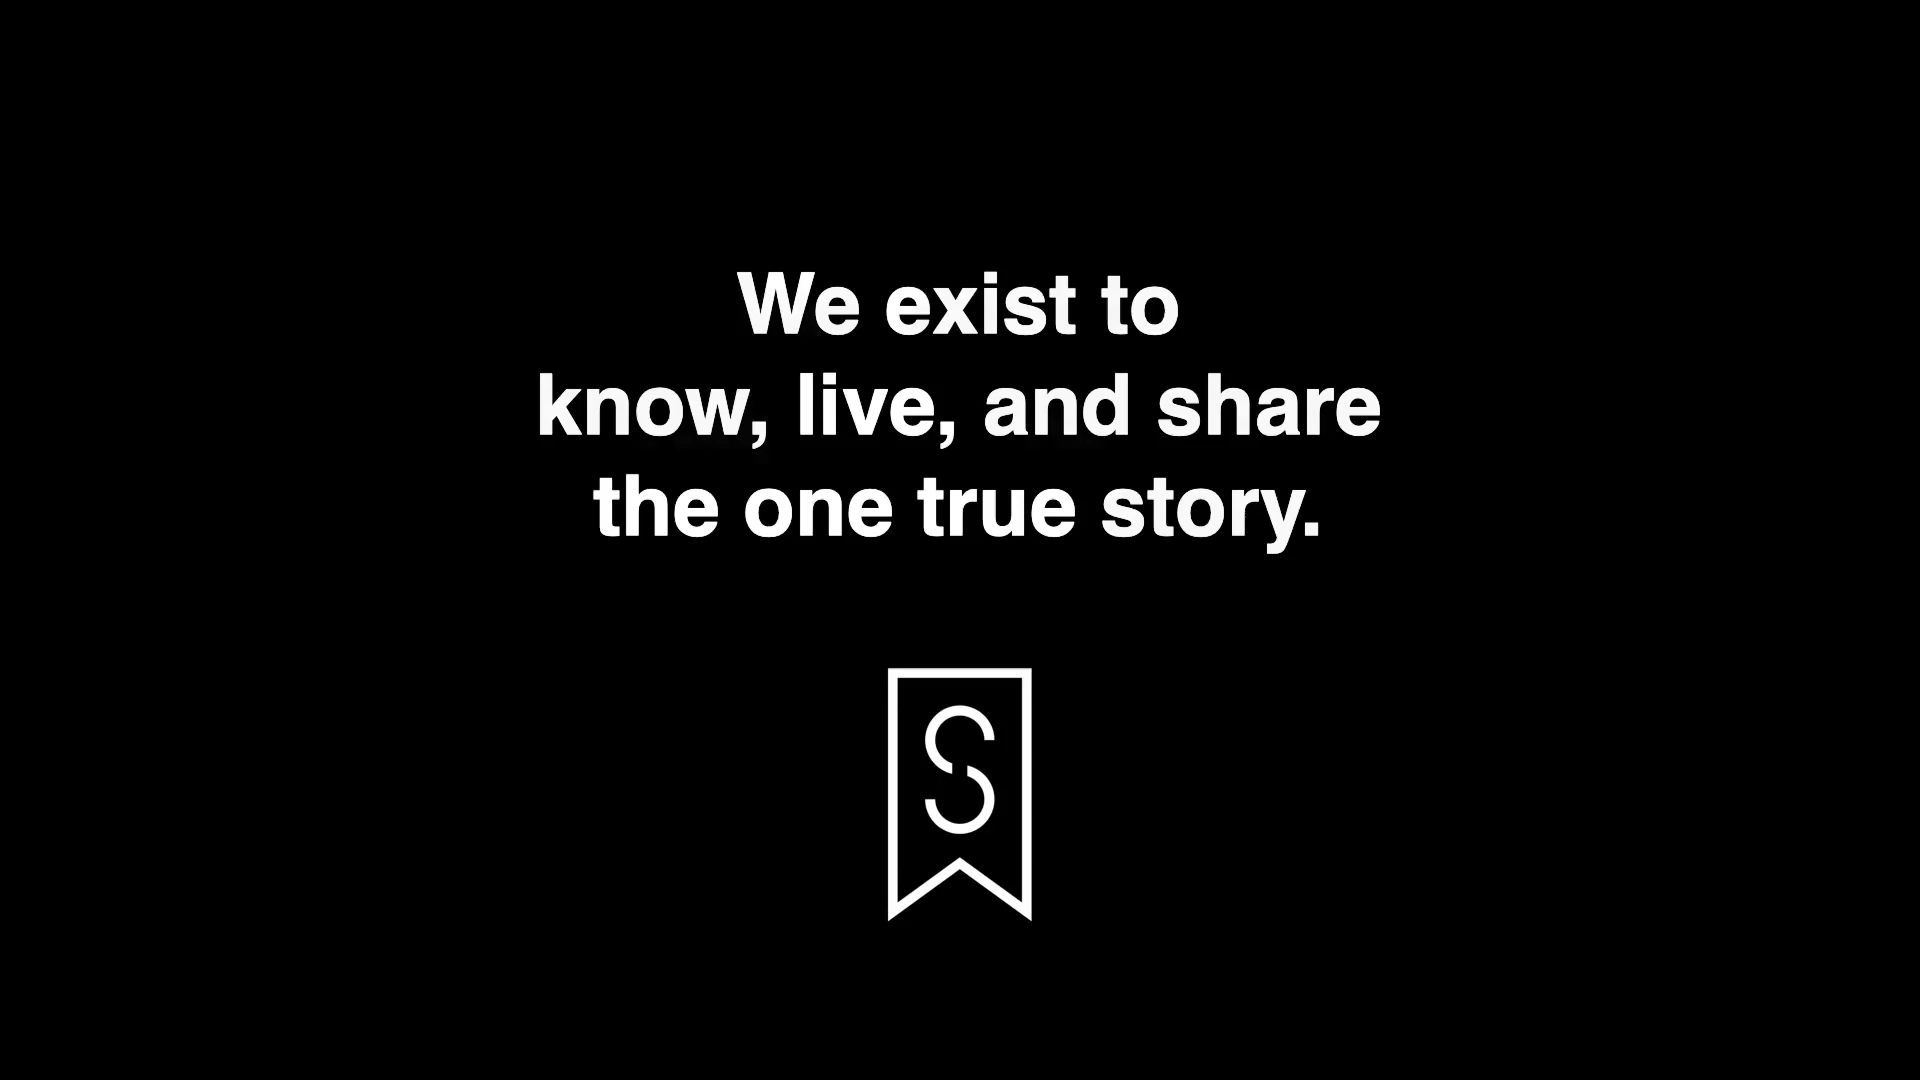 We exist to
know, live, and share
the one true story.
S